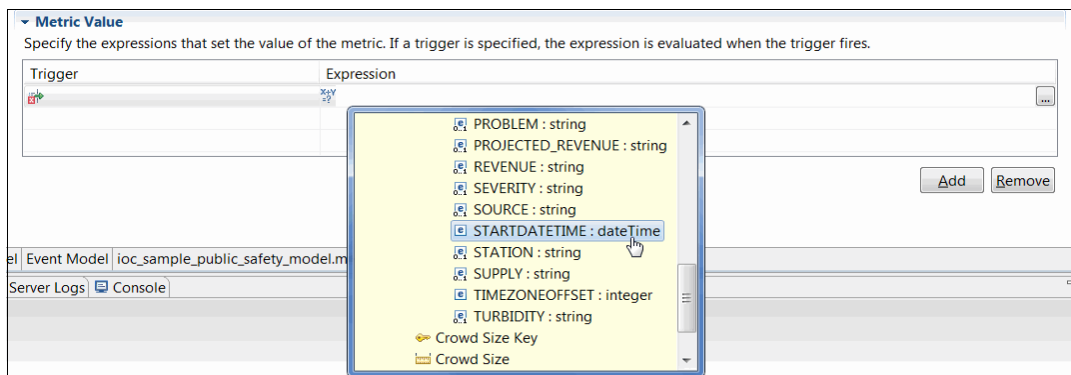 Metric Value
Specify the expressions that set the value of the metric. If a trigger is specified, the expression is evaluated when the trigger fires.
Trigger Expression
X+Y
=?
...
PROBLEM : string
PROJECTED_REVENUE : string
REVENUE : string
SEVERITY : string
SOURCE : string
STARTDATETIME : dateTime
STATION : string
SUPPLY : string
TIMEZONEOFFSET : integer
TURBIDITY : string
Crowd Size Key
Crowd Size
Add Remove
el Event Model ioc_sample_public_safety_model.m
Server Logs Console